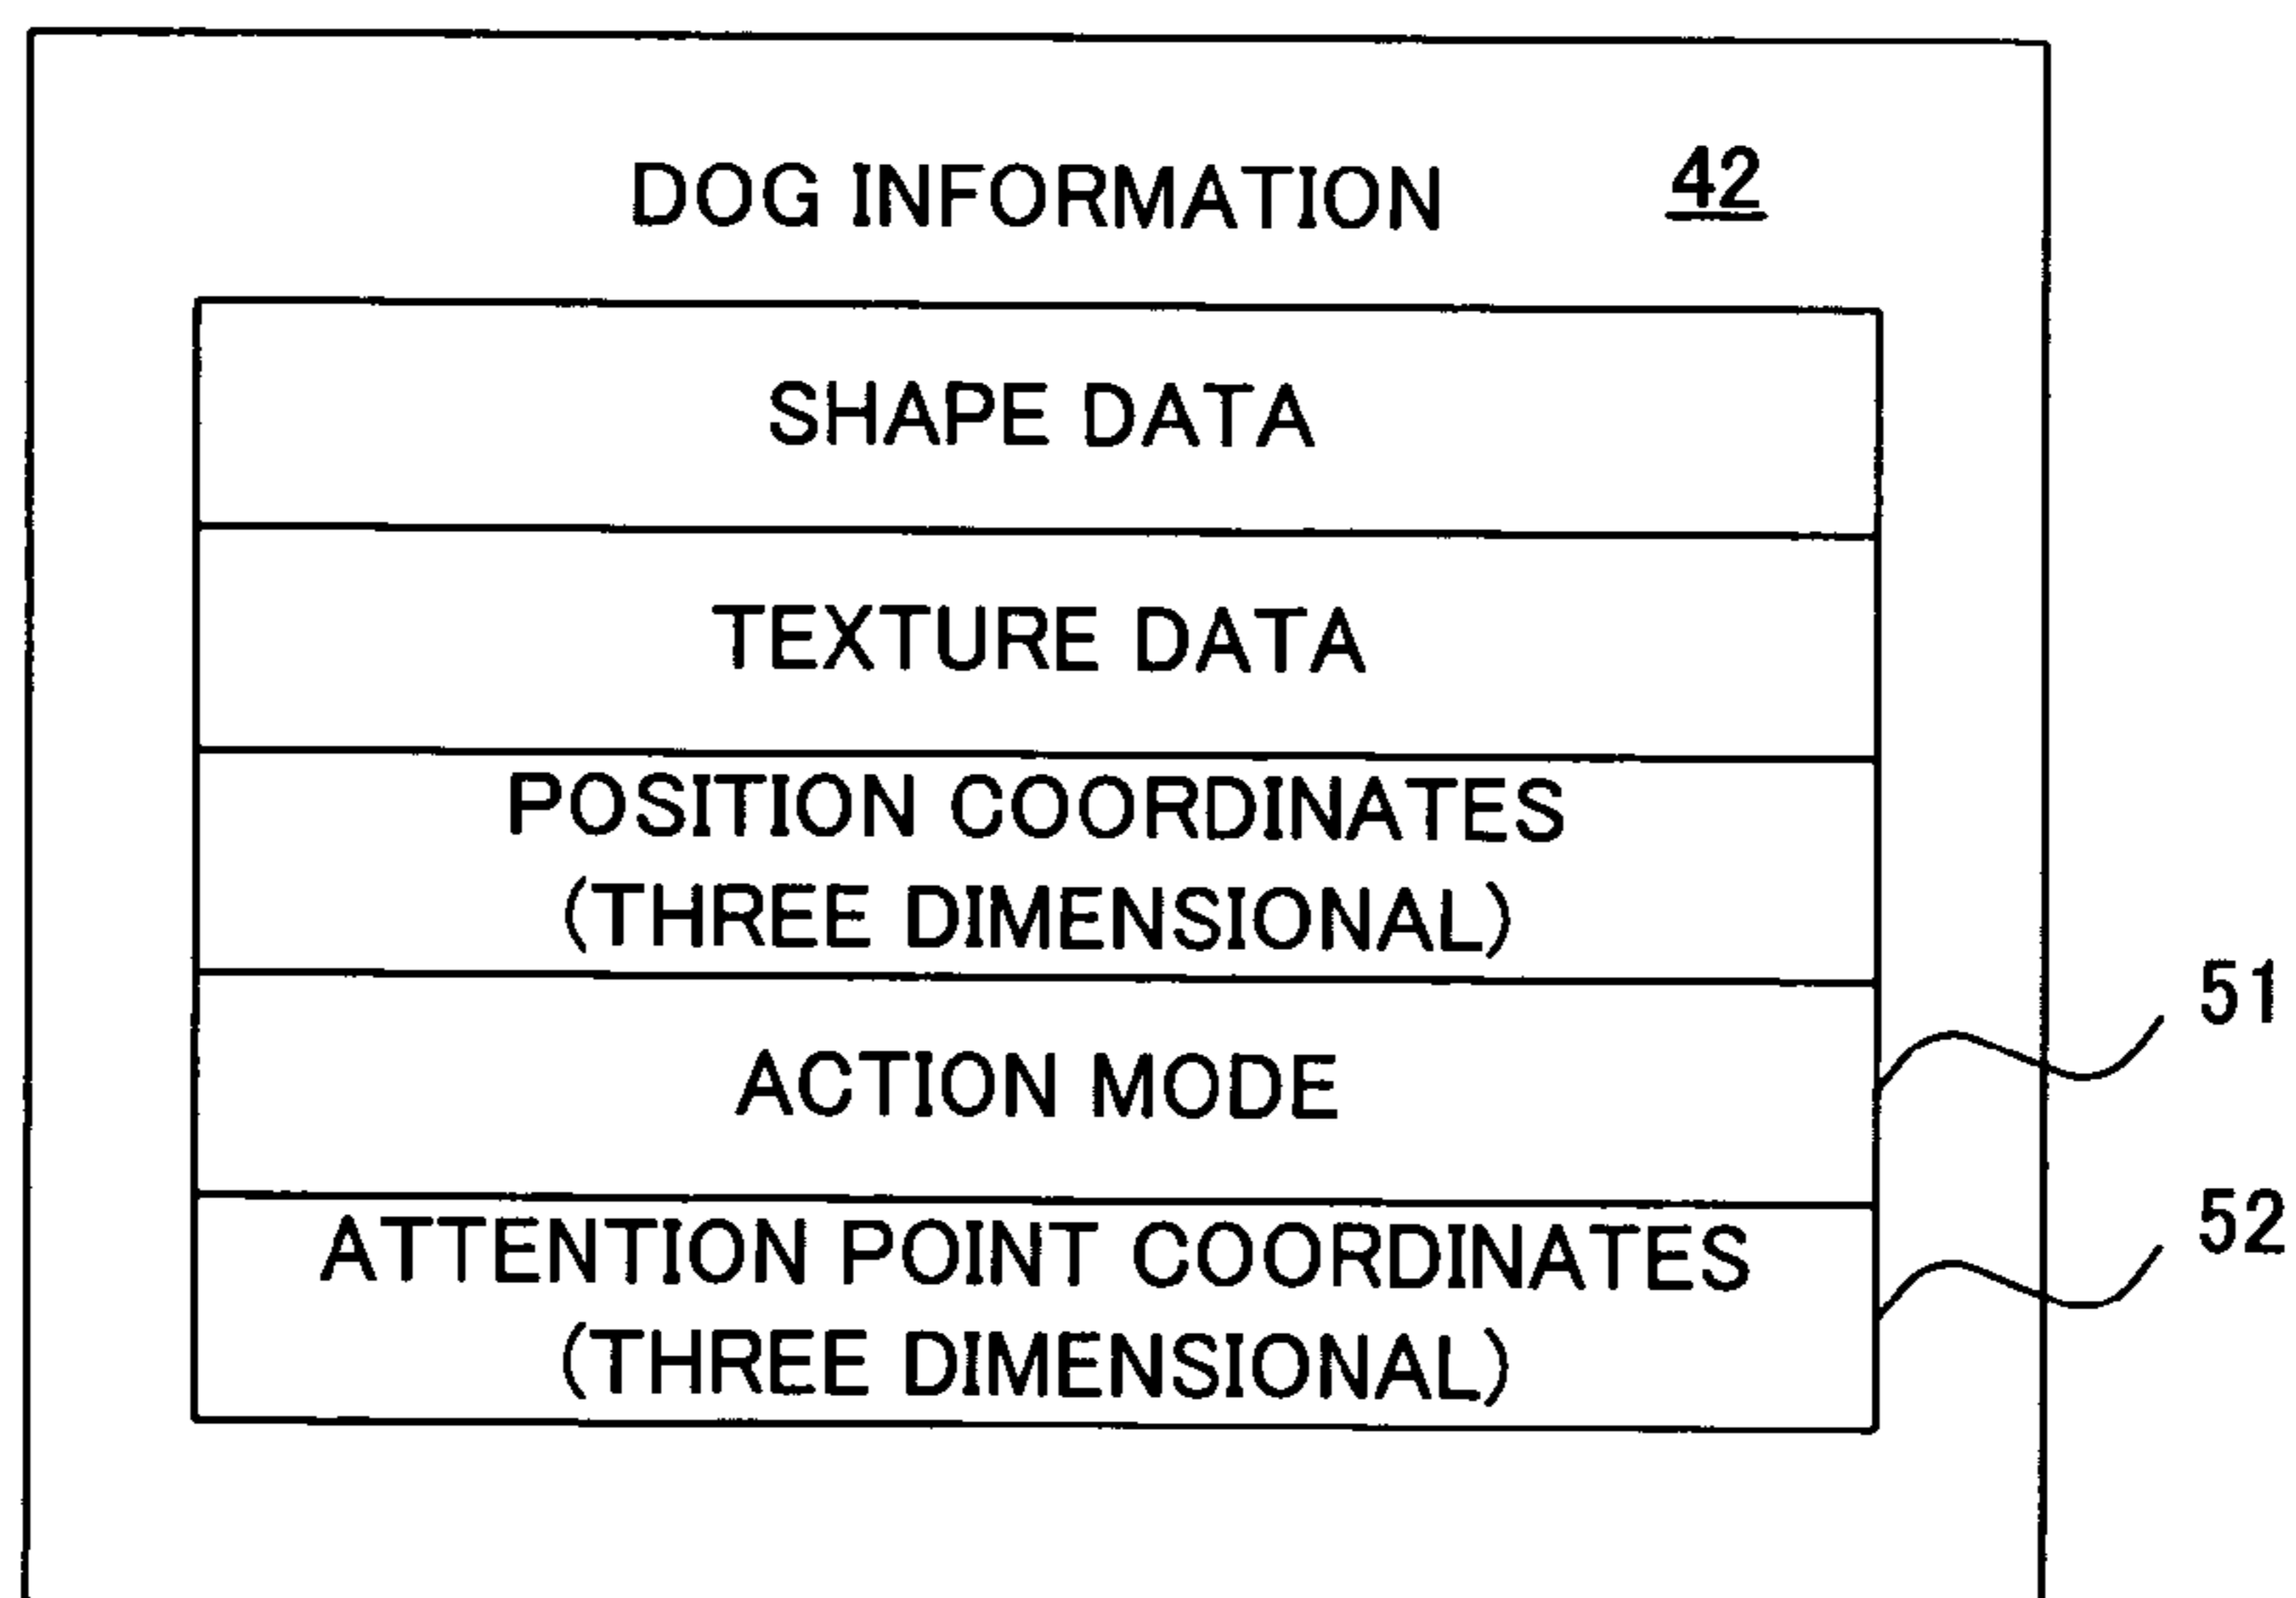 DOG INFORMATION 42
SHAPE DATA
TEXTURE DATA
POSITION COORDINATES
(THREE DIMENSIONAL)
51
ACTION MODE
52
ATTENTION POINT COORDINATES
(THREE DIMENSIONAL)